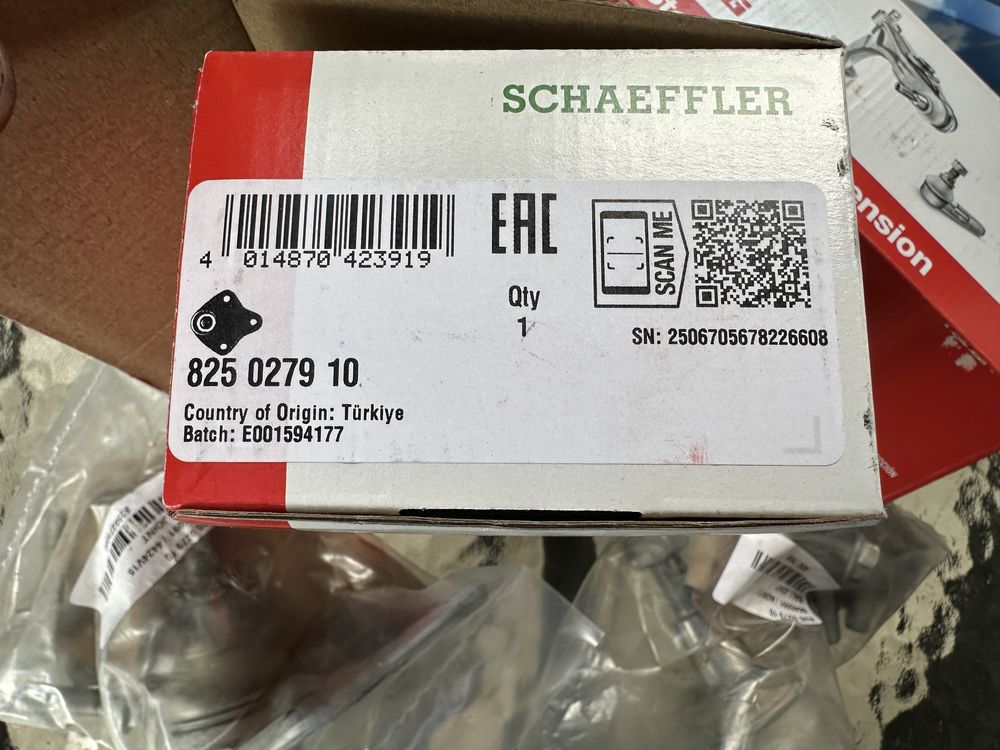 SCHAEFFLER
EAC
SCAN ME
4 014870 423919
Qty
1
SN: 2506705678226608
825 0279 10
Country of Origin: Türkiye
Batch: E001594177
ension